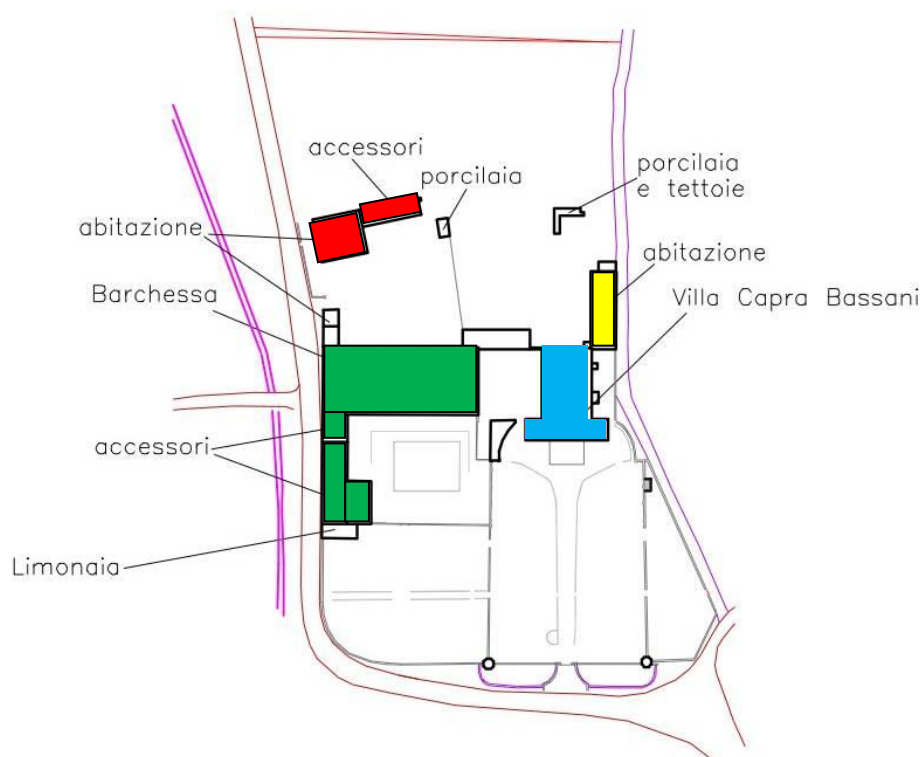 accessori
porcilaia
porcilaia
e tettoie
abitazione
abitazione
Barchessa
Villa Capra Bassani
accessori
Limonaia